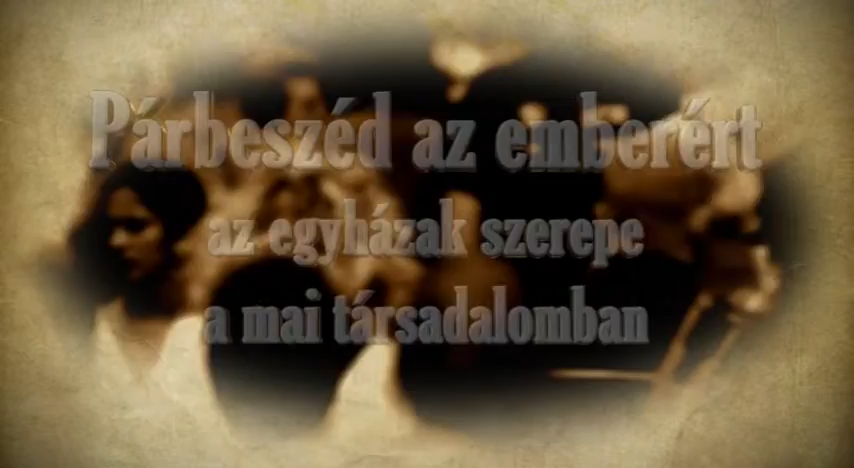 Párbeszéd az emberért
az egyházak szerepe
a mai társadalomban